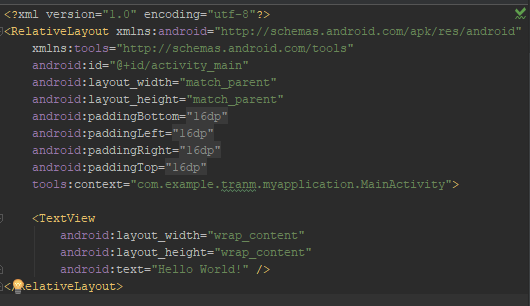 <?xml version="1.0" encoding="utf-8"?>
<RelativeLayout xmlns:android="http://schemas.android.com/apk/res/android"
    xmlns:tools="http://schemas.android.com/tools"
    android:id="@+id/activity_main"
    android:layout_width="match_parent"
    android:layout_height="match_parent"
    android:paddingBottom="16dp"
    android:paddingLeft="16dp"
    android:paddingRight="16dp"
    android:paddingTop="16dp"
    tools:context="com.example.tranm.myapplication.MainActivity">

    <TextView
        android:layout_width="wrap_content"
        android:layout_height="wrap_content"
        android:text="Hello World!" />
</RelativeLayout>